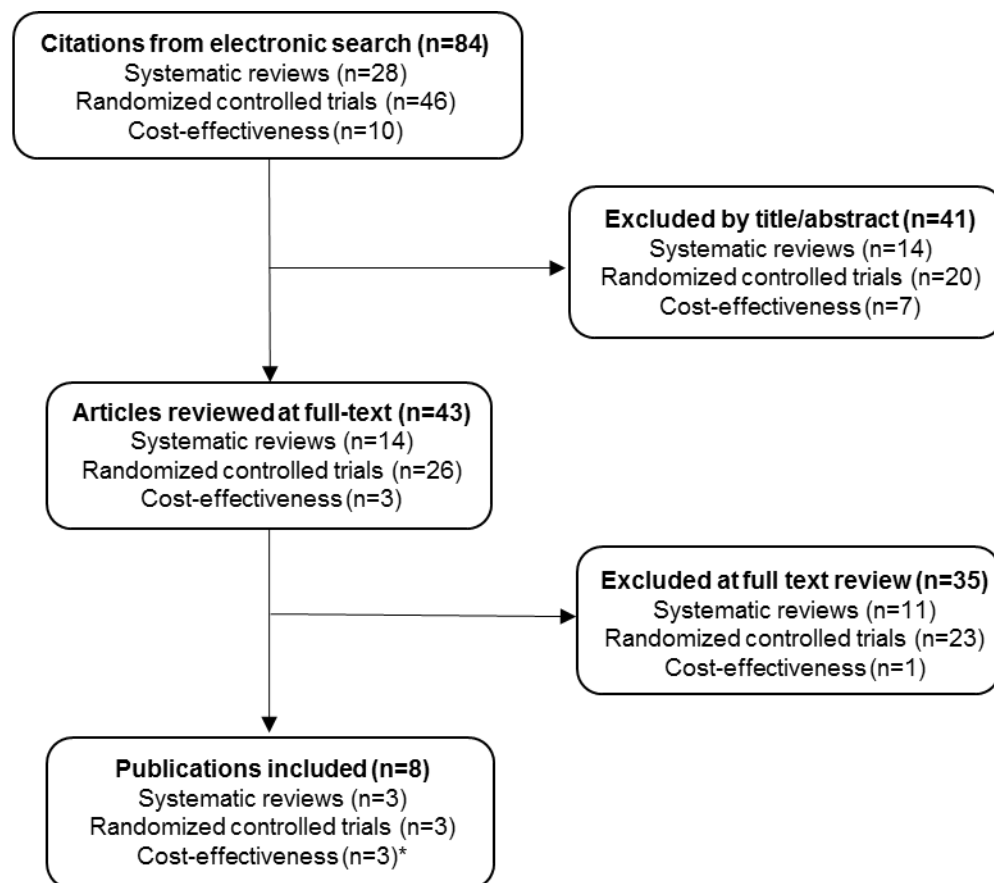 Citations from electronic search (n=84)
Systematic reviews (n=28)
Randomized controlled trials (n=46)
Cost-effectiveness (n=10)
Excluded by title/abstract (n=41)
Systematic reviews (n=14)
Randomized controlled trials (n=20)
Cost-effectiveness (n=7)
Articles reviewed at full-text (n=43)
Systematic reviews (n=14)
Randomized controlled trials (n=26)
Cost-effectiveness (n=3)
Excluded at full text review (n=35)
Systematic reviews (n=11)
Randomized controlled trials (n=23)
Cost-effectiveness (n=1)
Publications included (n=8)
Systematic reviews (n=3)
Randomized controlled trials (n=3)
Cost-effectiveness (n=3)*